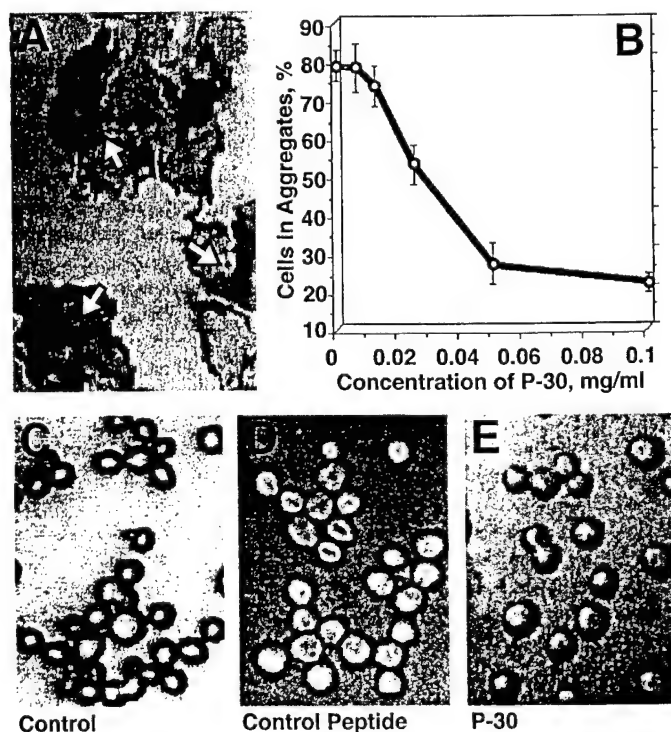 A
B
Cells in Aggregates, %
90
80
70
60
50
40
30
20
10
0 0.02 0.04 0.06 0.08 0.1
Concentration of P-30, mg/ml
C
D
E
Control
Control Peptide
P-30